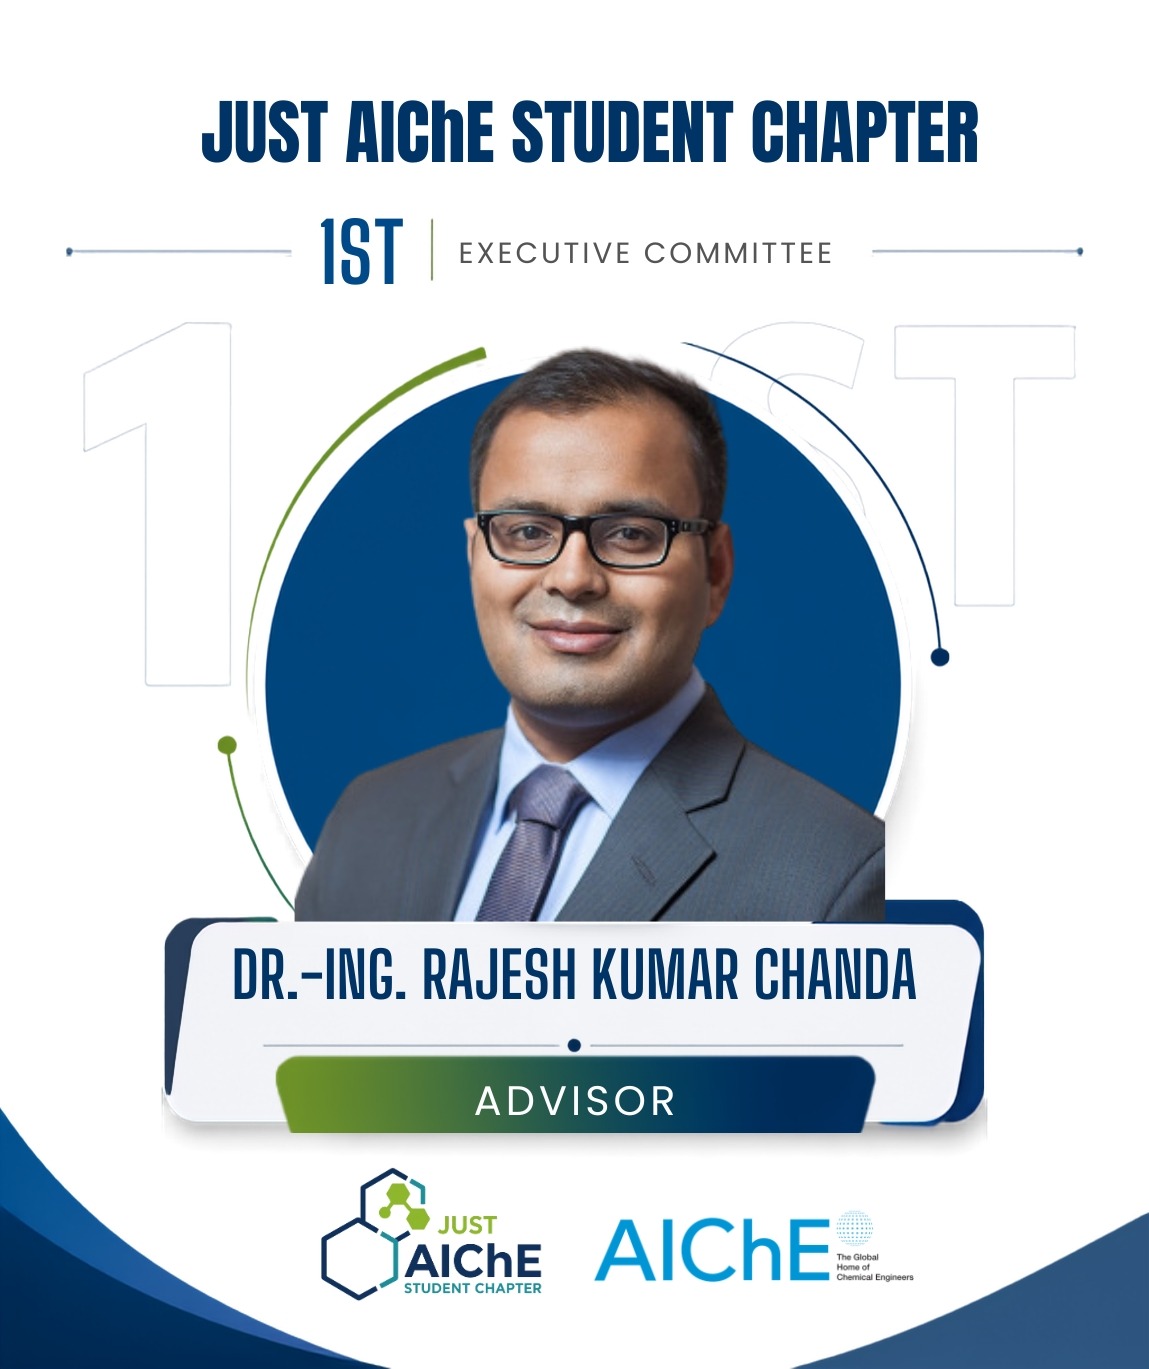 JUST AIChE STUDENT CHAPTER
1ST
EXECUTIVE COMMITTEE
1ST
DR.-ING. RAJESH KUMAR CHANDA
ADVISOR
JUST
AIChE
STUDENT CHAPTER
AIChE
The Global
Home of
Chemical Engineers